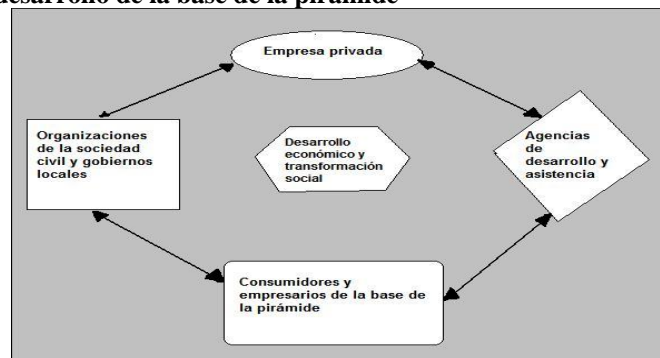 desarrollo de la base de la pirámide
Empresa privada
Organizaciones
de la sociedad
civil y gobiernos
locales
Desarrollo
económico y
transformación
social
Agencias
de
desarrollo y
asistencia
Consumidores y
empresarios de la base de
la pirámide